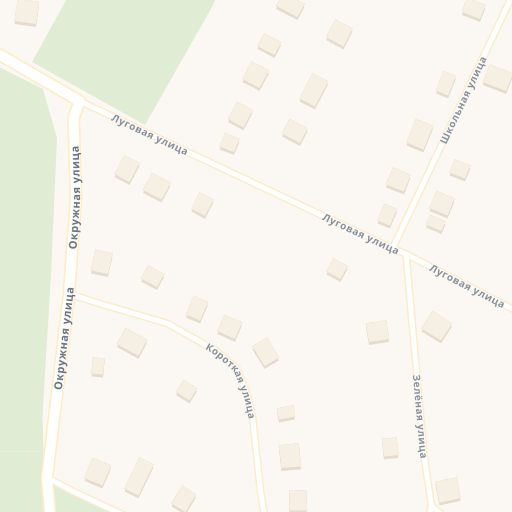 Школьная улица
Луговая улица
Окружная улица
Луговая улица
Луговая улица
Окружная улица
Короткая улица
Зелёная улица